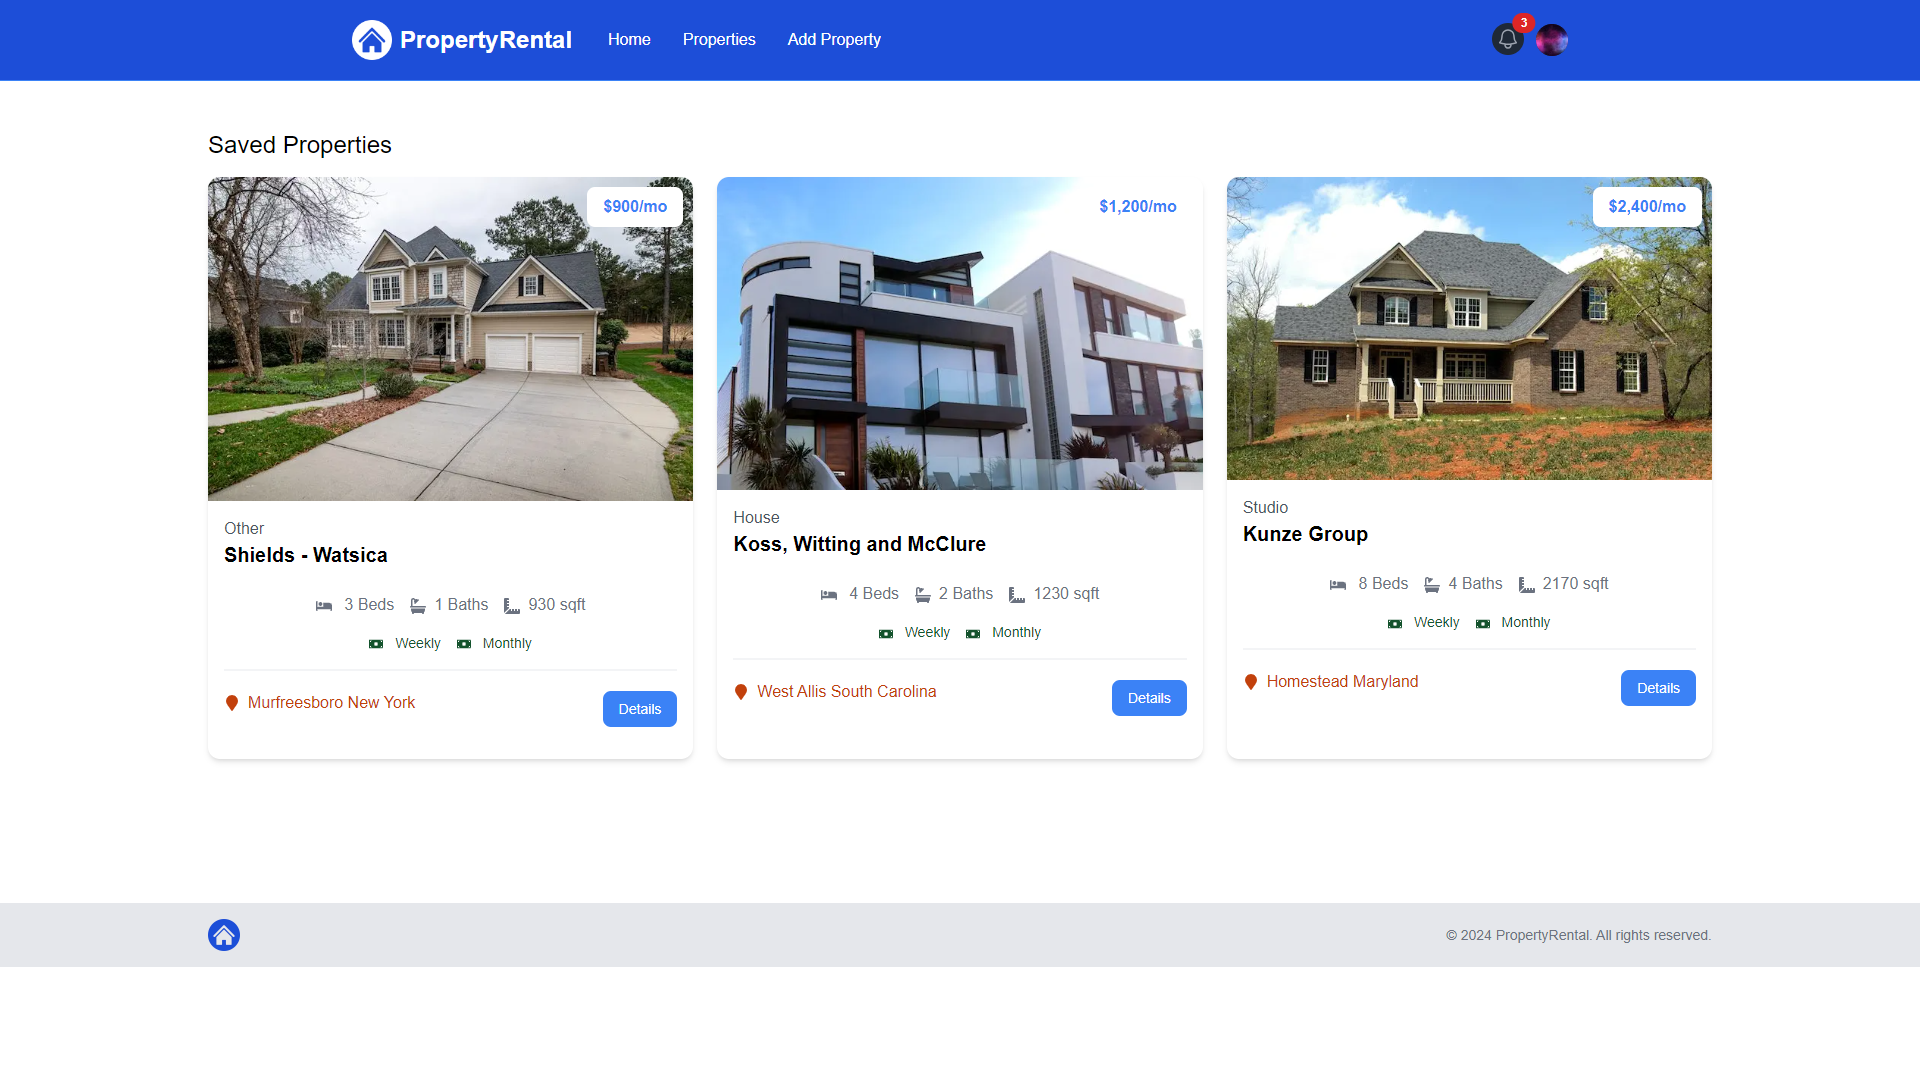 PropertyRental
Home
Properties
Add Property
3
Saved Properties
$900/mo
Other
Shields - Watsica
3 Beds
1 Baths
930 sqft
Weekly
Monthly
Murfreesboro New York
Details
$1,200/mo
House
Koss, Witting and McClure
4 Beds
2 Baths
1230 sqft
Weekly
Monthly
West Allis South Carolina
Details
$2,400/mo
Studio
Kunze Group
8 Beds
4 Baths
2170 sqft
Weekly
Monthly
Homestead Maryland
Details
© 2024 PropertyRental. All rights reserved.